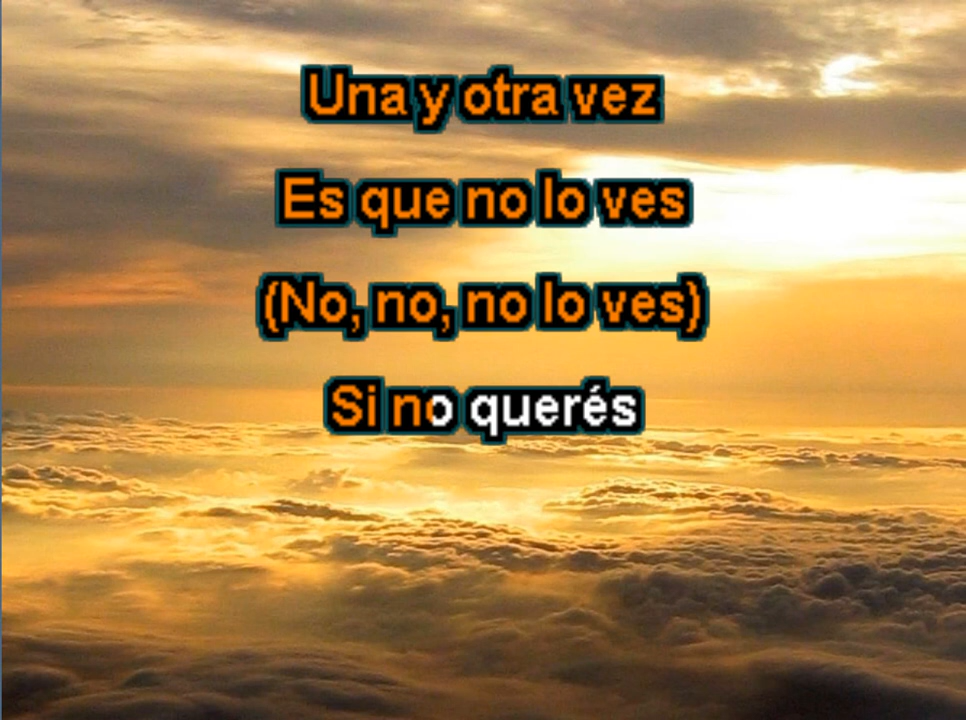 Una y otra vez
Es que no lo ves
(No, no, no lo ves)
Si no querés